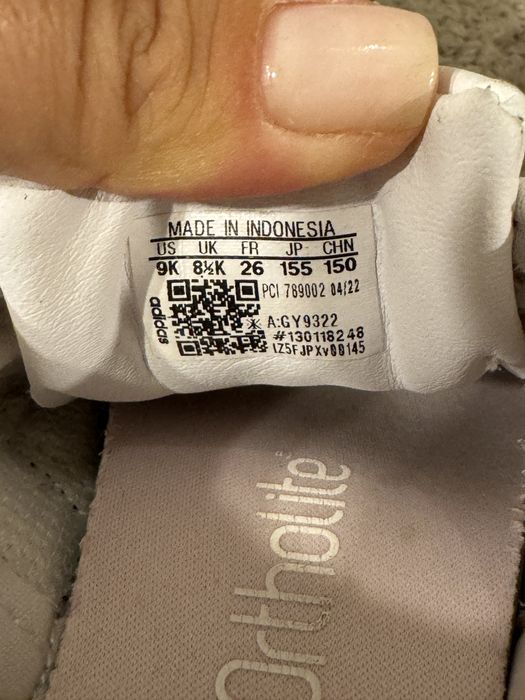 MADE IN INDONESIA
US UK FR JP CHN
9K 8½K 26 155 150
PCI 789002 04/22
adidas
A:GY9322
#130118248
IZ5FJPXv08145
ortholite